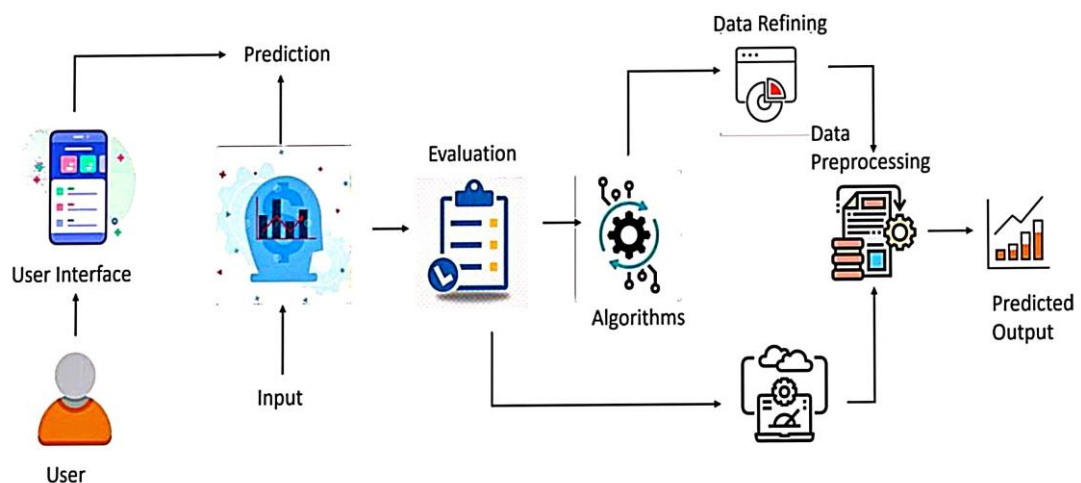 Data Refining
Prediction
Data
Preprocessing
Evaluation
User Interface
Algorithms
Predicted
Output
Input
User